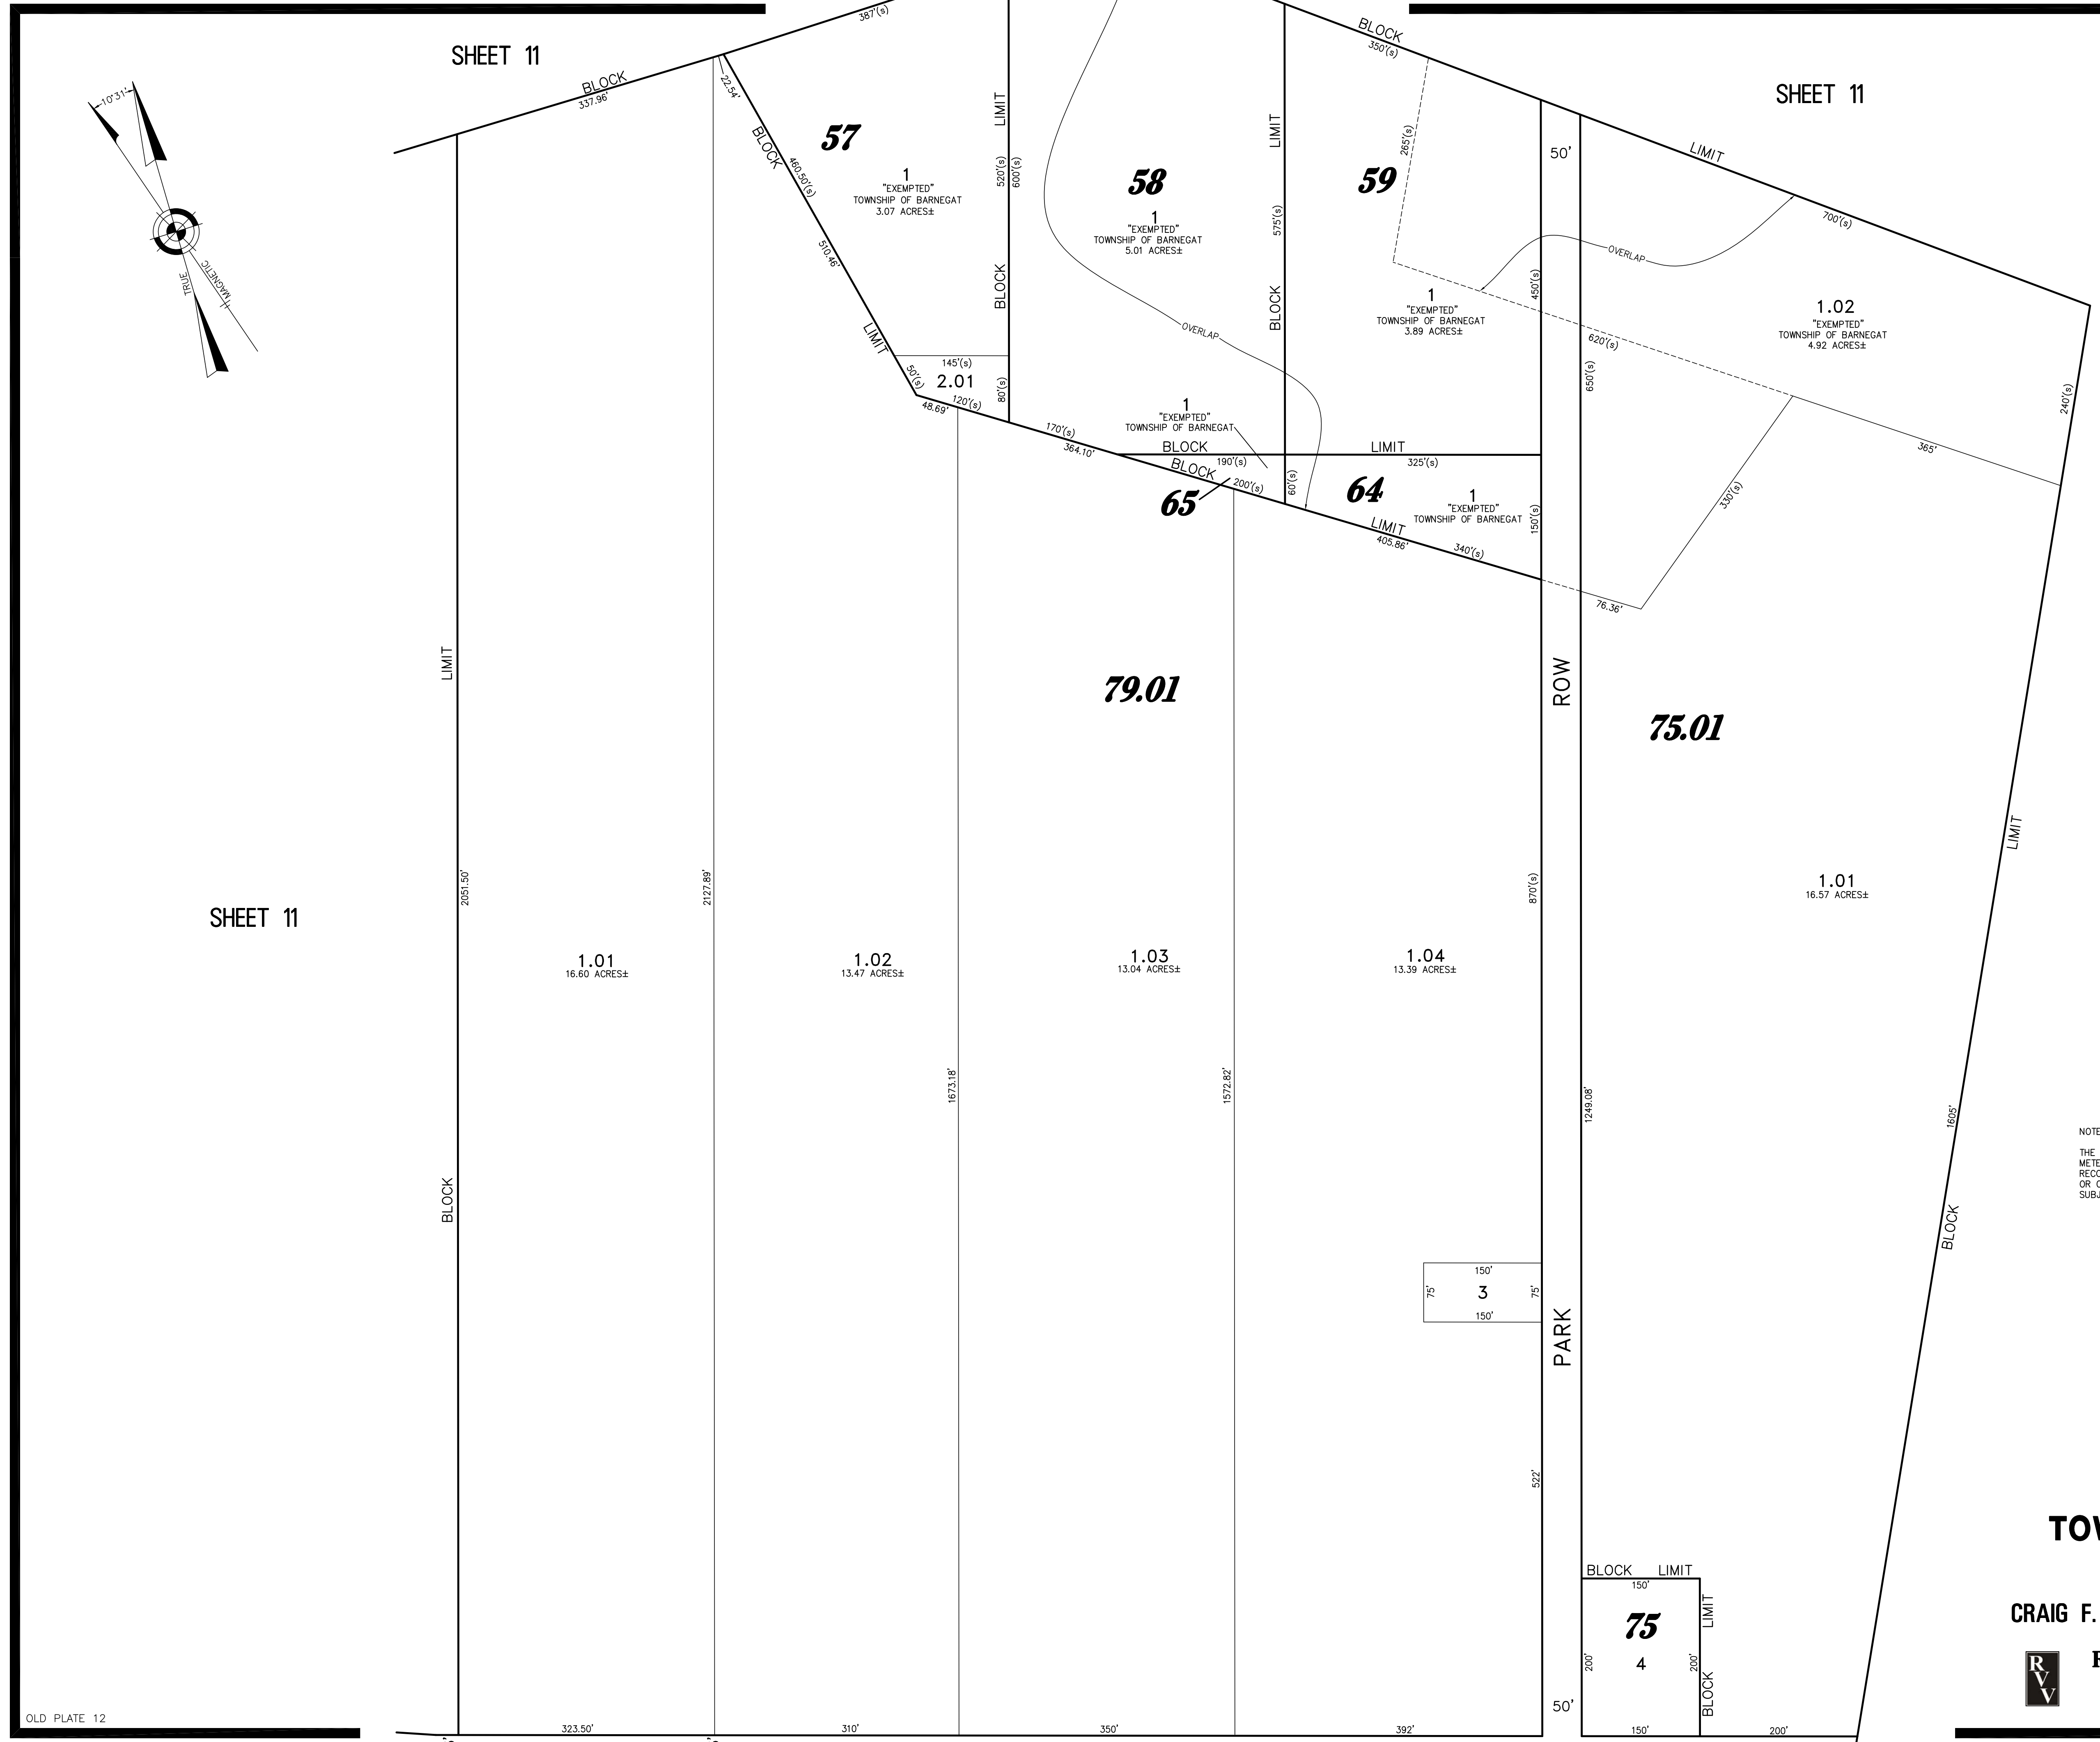 387'(s)
BLOCK
350'(s)
SHEET 11
SHEET 11
BLOCK
337.96'
10°31'
TRUE
MAGNETIC
22.54'
BLOCK
460.50'(s)
510.46'
LIMIT
57
1
"EXEMPTED"
TOWNSHIP OF BARNEGAT
3.07 ACRES±
LIMIT
520'(s)
600'(s)
BLOCK
145'(s)
50'(s)
2.01
80'(s)
120'(s)
48.69'
58
1
"EXEMPTED"
TOWNSHIP OF BARNEGAT
5.01 ACRES±
OVERLAP
LIMIT
575'(s)
BLOCK
59
265'(s)
1
"EXEMPTED"
TOWNSHIP OF BARNEGAT
3.89 ACRES±
50'
450'(s)
650'(s)
LIMIT
700'(s)
OVERLAP
620'(s)
1.02
"EXEMPTED"
TOWNSHIP OF BARNEGAT
4.92 ACRES±
240'(s)
365'
330'(s)
170'(s)
364.10'
1
"EXEMPTED"
TOWNSHIP OF BARNEGAT
BLOCK
LIMIT
190'(s)
325'(s)
BLOCK
200'(s)
60'(s)
65
64
1
"EXEMPTED"
TOWNSHIP OF BARNEGAT
150'(s)
LIMIT
405.86'
340'(s)
76.36'
LIMIT
79.01
ROW
75.01
LIMIT
SHEET 11
2051.50'
2127.89'
870'(s)
1.01
16.57 ACRES±
1.01
16.60 ACRES±
1.02
13.47 ACRES±
1.03
13.04 ACRES±
1.04
13.39 ACRES±
1673.18'
1572.82'
1249.08'
1605'
BLOCK
BLOCK
NOTE
THE
METE
RECO
OR C
SUBJ
150'
75'
3
75'
150'
PARK
522'
TOW
BLOCK LIMIT
150'
LIMIT
75
4
200'
200'
BLOCK
CRAIG F.
R
V
V
50'
OLD PLATE 12
323.50'
310'
350'
392'
150'
200'